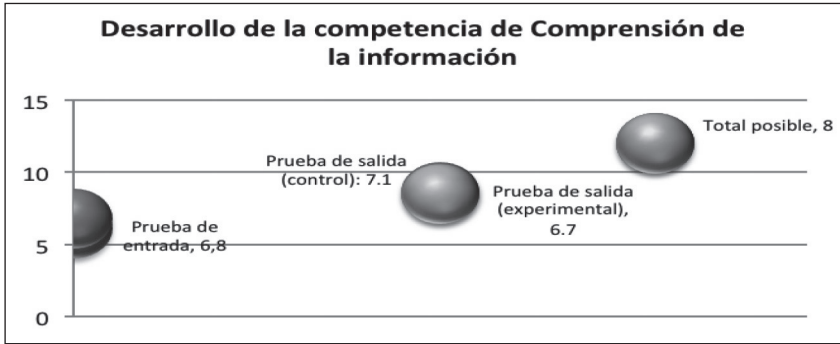 Desarrollo de la competencia de Comprensión de
la información
15
10
5
0
Prueba de
entrada, 6,8
Prueba de salida
(control): 7.1
Prueba de salida
(experimental),
6.7
Total posible, 8